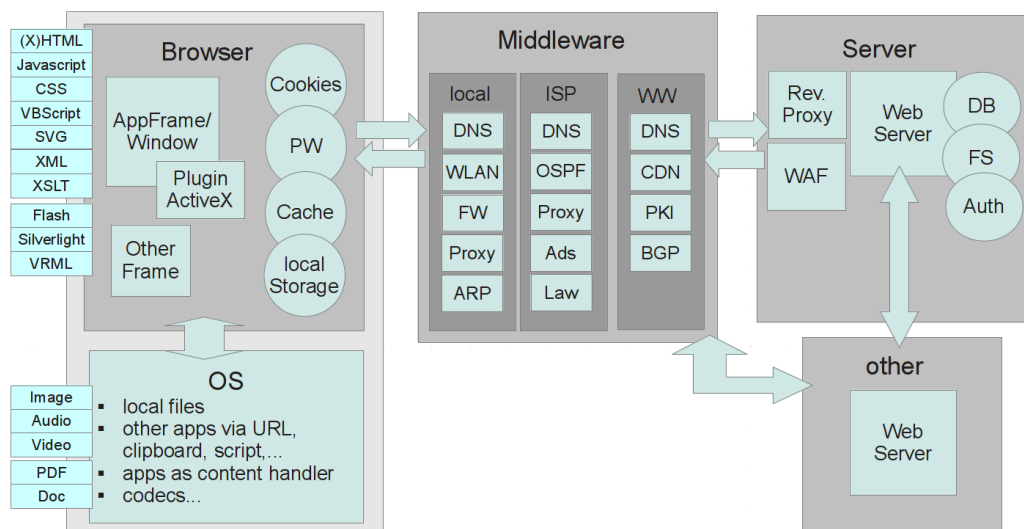 (X)HTML
Javascript
CSS
VBScript
SVG
XML
XSLT
Flash
Silverlight
VRML
Image
Audio
Video
PDF
Doc
Browser
AppFrame/
Window
Plugin
ActiveX
Other
Frame
Cookies
PW
Cache
local
Storage
OS
▪ local files
▪ other apps via URL,
clipboard, script,...
▪ apps as content handler
▪ codecs...
Middleware
local
DNS
WLAN
FW
Proxy
ARP
ISP
DNS
OSPF
Proxy
Ads
Law
WW
DNS
CDN
PKI
BGP
Server
Rev.
Proxy
WAF
Web
Server
DB
FS
Auth
other
Web
Server